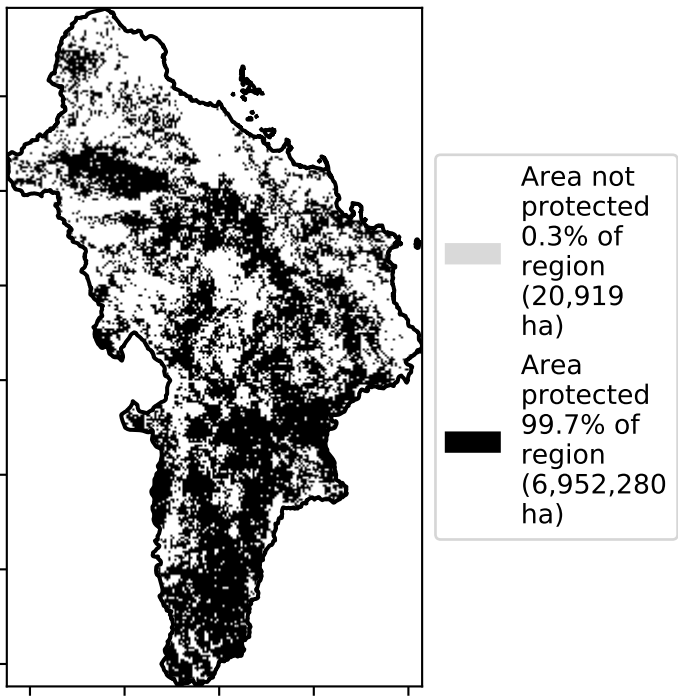 Area not
protected
0.3% of
region
(20,919
ha)
Area
protected
99.7% of
region
(6,952,280
ha)